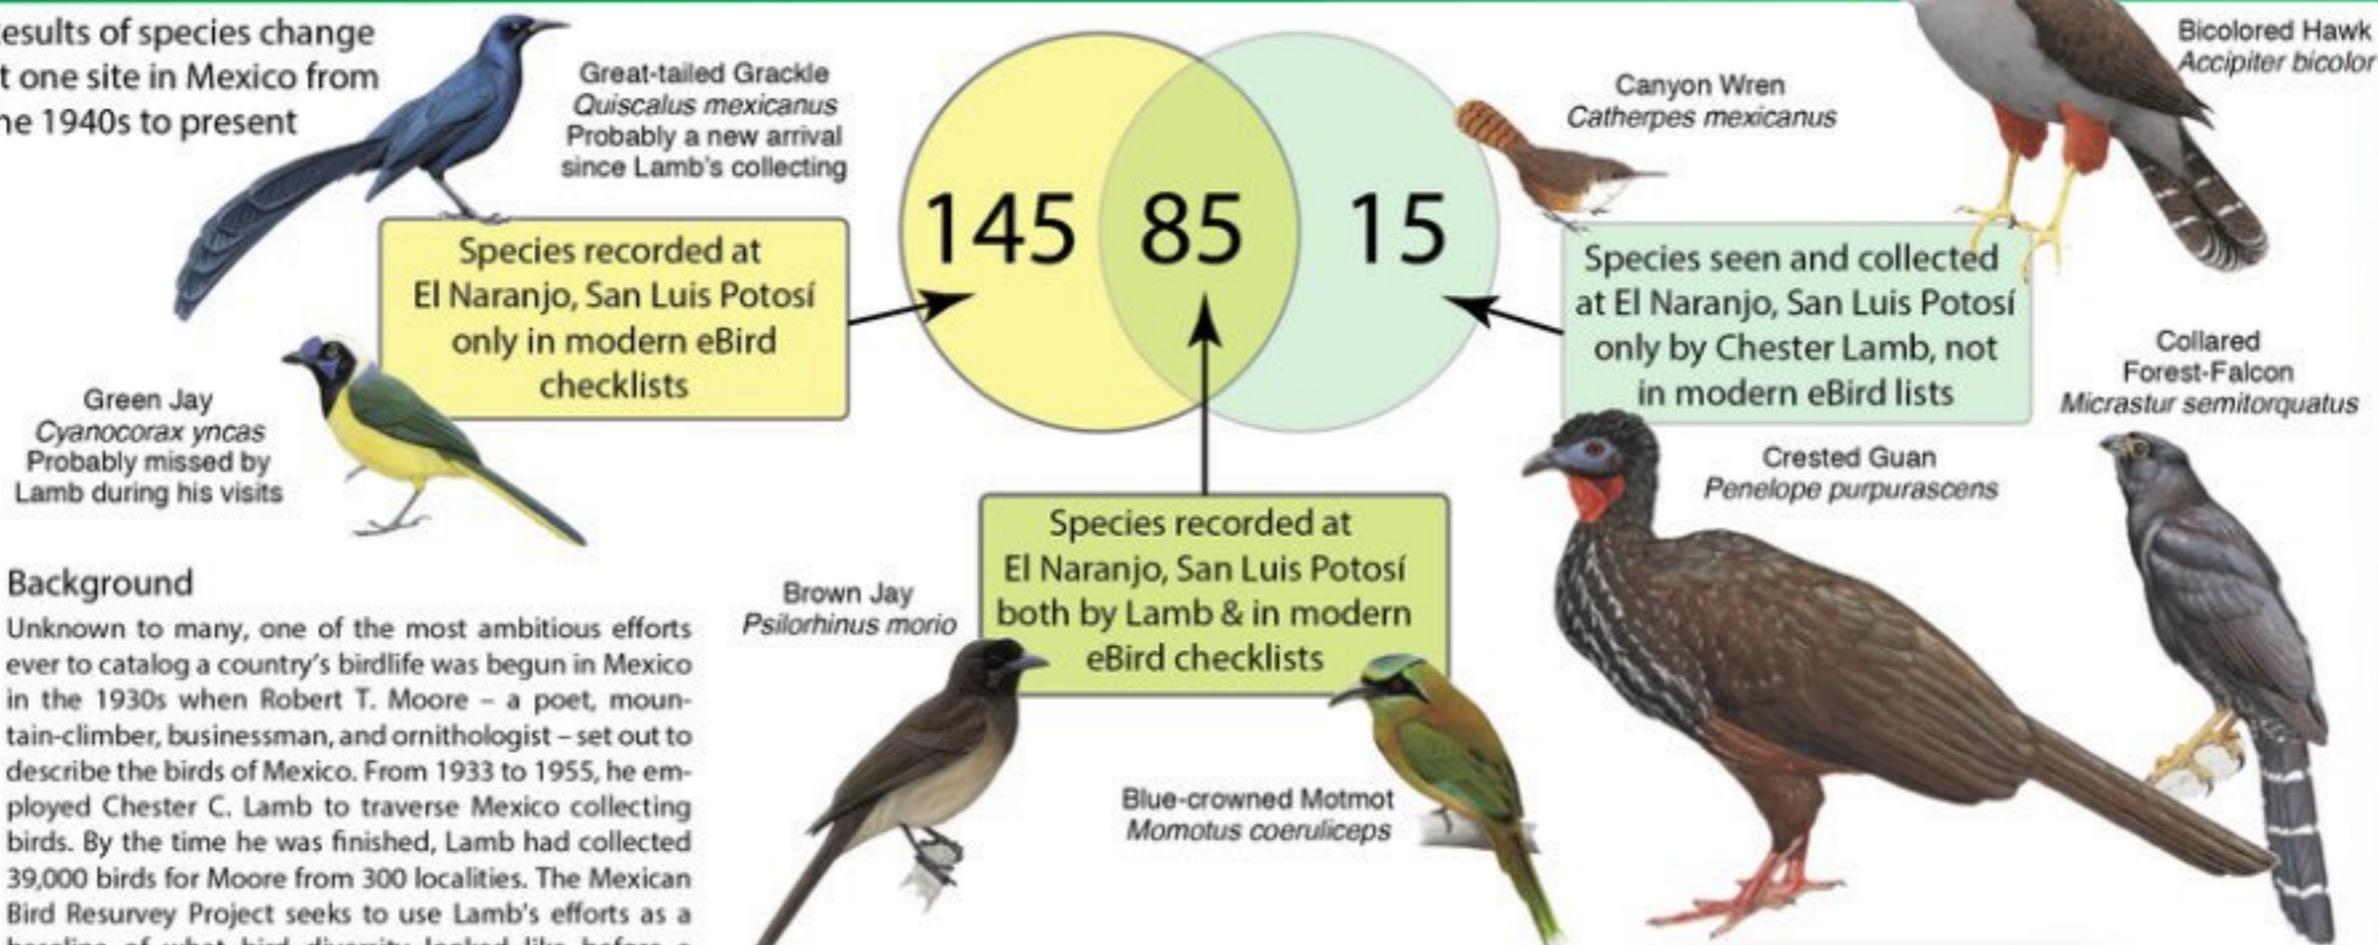 esults of species change
t one site in Mexico from
he 1940s to present
Great-tailed Grackle
Quiscalus mexicanus
Probably a new arrival
since Lamb's collecting
145
85
15
Canyon Wren
Catherpes mexicanus
Bicolored Hawk
Accipiter bicolor
Species recorded at
El Naranjo, San Luis Potosí
only in modern eBird
checklists
Species seen and collected
at El Naranjo, San Luis Potosí
only by Chester Lamb, not
in modern eBird lists
Green Jay
Cyanocorax yncas
Probably missed by
Lamb during his visits
Collared
Forest-Falcon
Micrastur semitorquatus
Crested Guan
Penelope purpurascens
Species recorded at
El Naranjo, San Luis Potosí
both by Lamb & in modern
eBird checklists
Brown Jay
Psilorhinus morio
Blue-crowned Motmot
Momotus coeruliceps
Background
Unknown to many, one of the most ambitious efforts
ever to catalog a country's birdlife was begun in Mexico
in the 1930s when Robert T. Moore – a poet, moun-
tain-climber, businessman, and ornithologist – set out to
describe the birds of Mexico. From 1933 to 1955, he em-
ployed Chester C. Lamb to traverse Mexico collecting
birds. By the time he was finished, Lamb had collected
39,000 birds for Moore from 300 localities. The Mexican
Bird Resurvey Project seeks to use Lamb's efforts as a
baseline of what bird diversity looked like before a